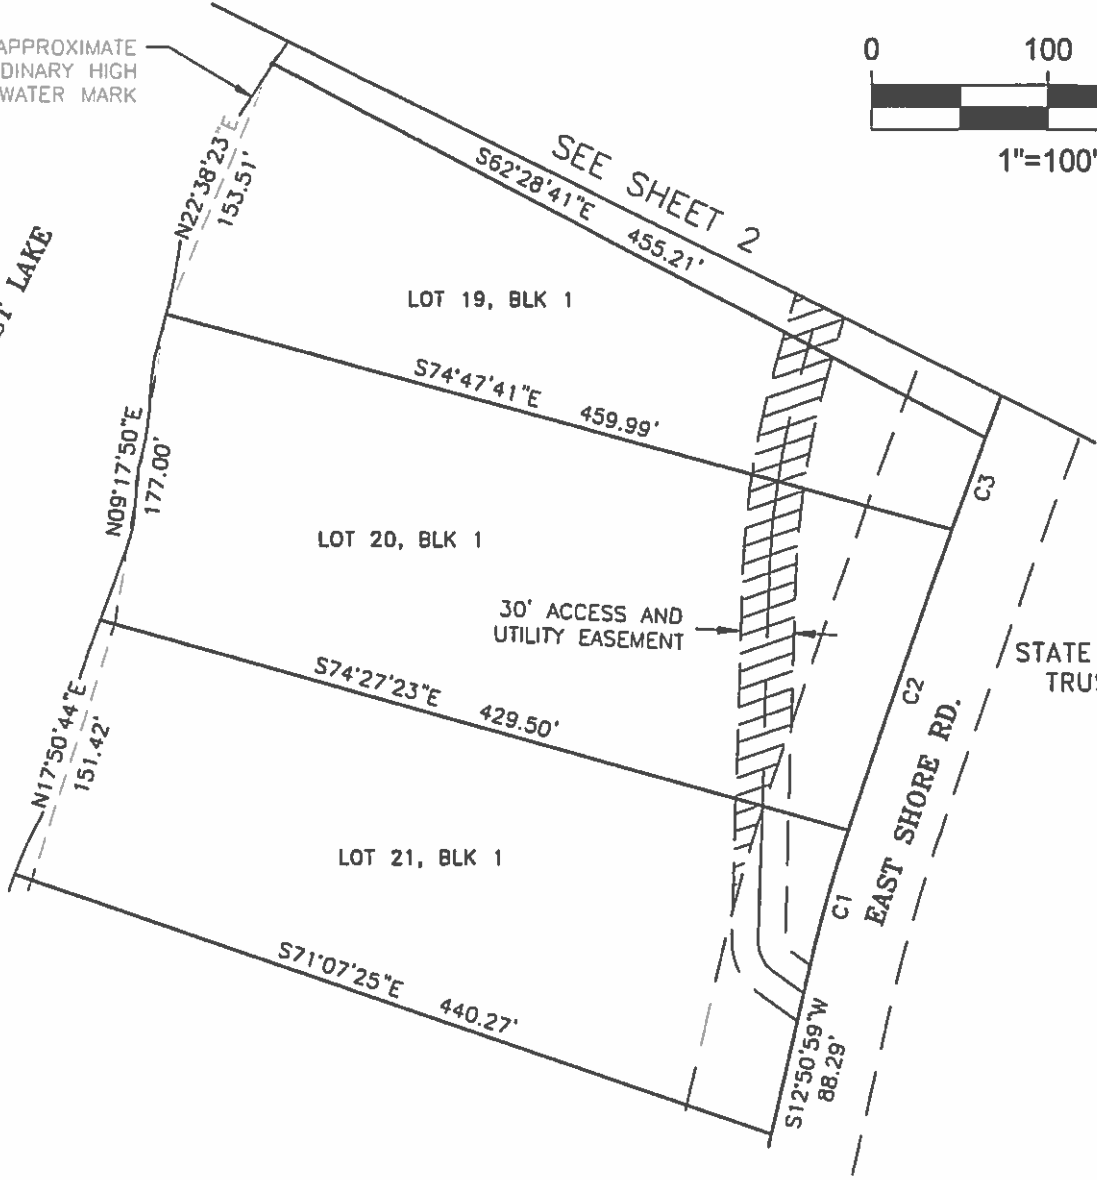 APPROXIMATE
DINARY HIGH
WATER MARK
0 100
1"=100'
SEE SHEET 2
S62°28'41"E 455.21'
N22°38'23"E
153.51'
LAKE
LOT 19, BLK 1
S74°47'41"E 459.99'
N09°17'50"E
177.00'
C3
LOT 20, BLK 1
30' ACCESS AND
UTILITY EASEMENT
STATE
TRUS
C2
S74°27'23"E 429.50'
N17°50'44"E
151.42'
EAST SHORE RD.
LOT 21, BLK 1
C1
S71°07'25"E 440.27'
S12°50'59"W
88.29'